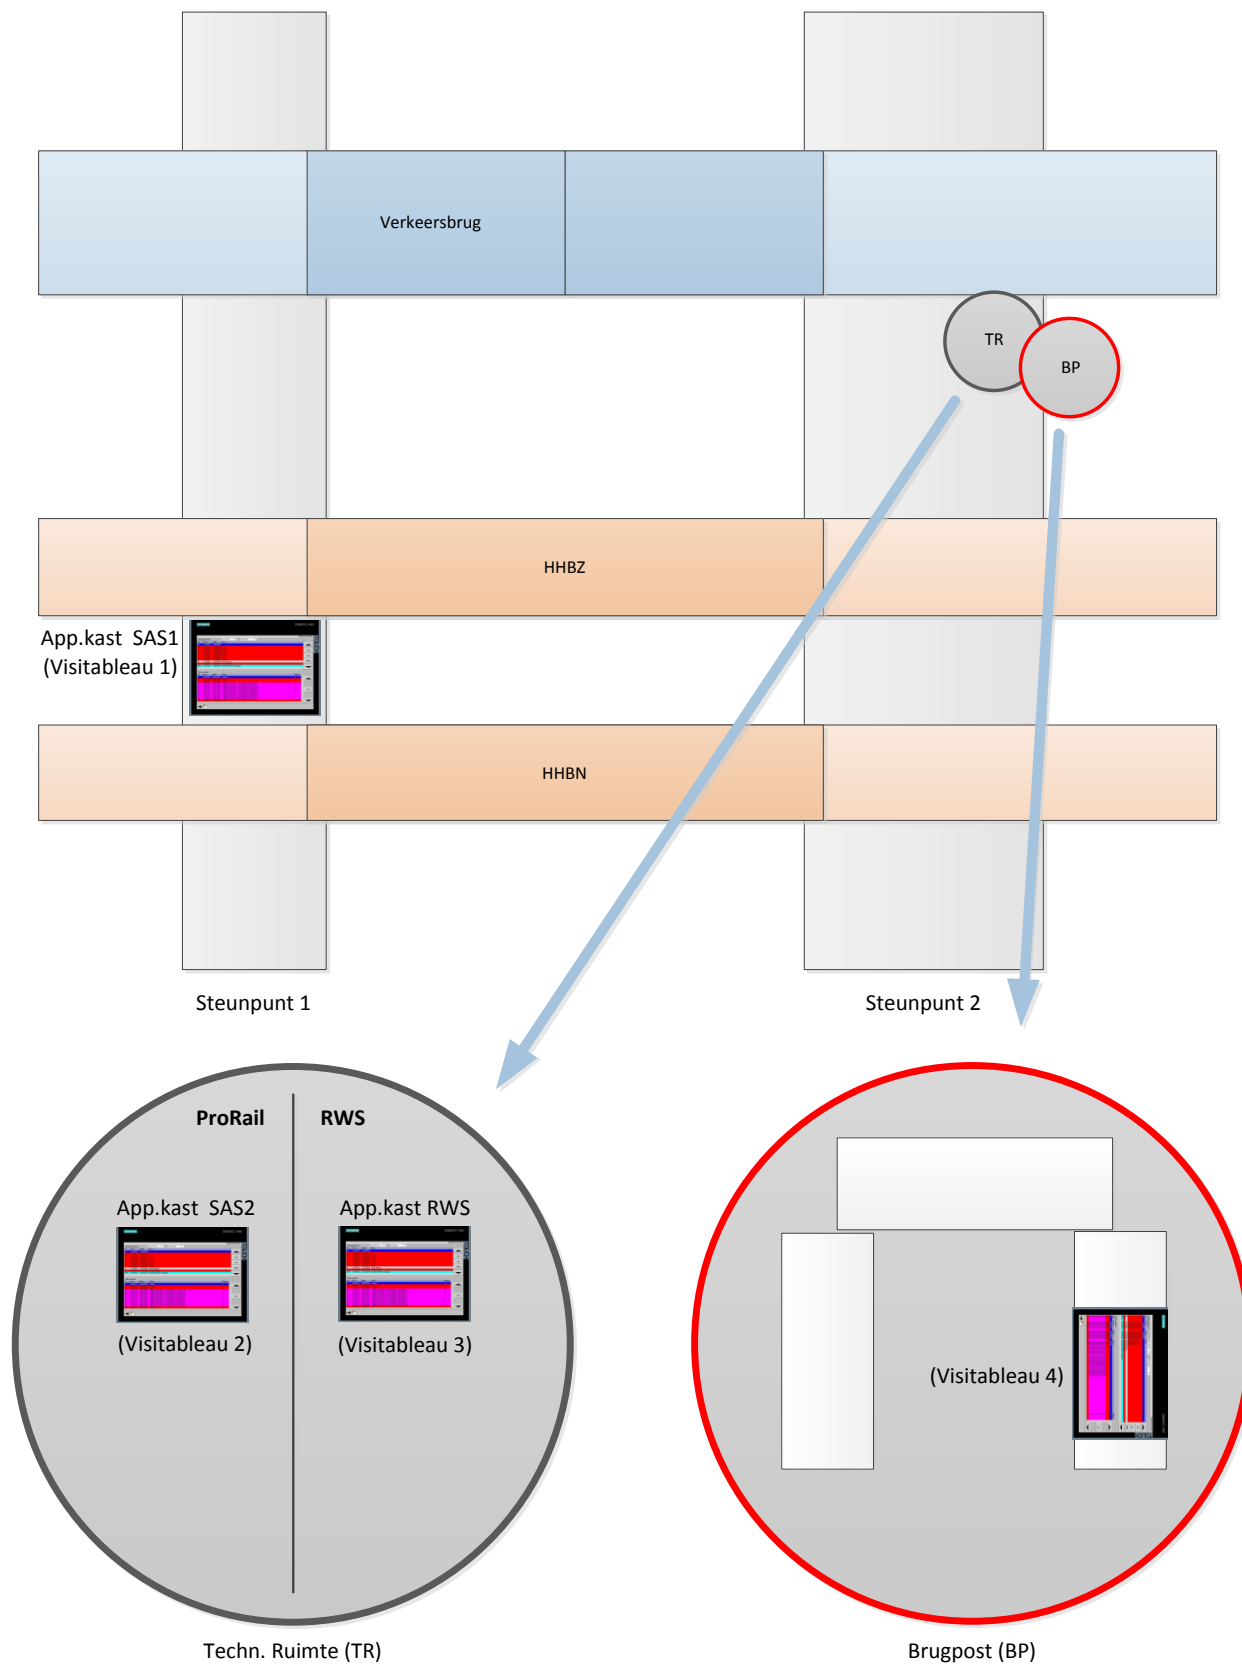 Verkeersbrug
TR
BP
HHBZ
App.kast SAS1
(Visitableau 1)
HHBN
Steunpunt 1
Steunpunt 2
ProRail
RWS
App.kast SAS2
App.kast RWS
(Visitableau 2)
(Visitableau 3)
(Visitableau 4)
Techn. Ruimte (TR)
Brugpost (BP)